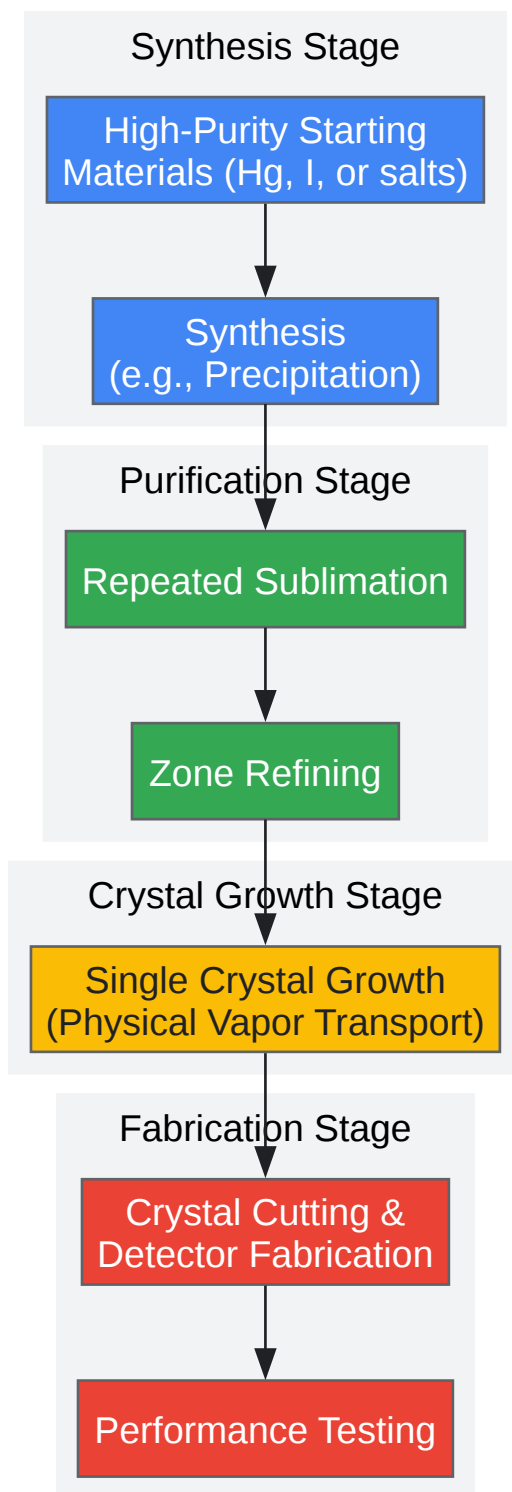 Synthesis Stage
High-Purity Starting
Materials (Hg, I, or salts)
Synthesis
(e.g., Precipitation)
Purification Stage
Repeated Sublimation
Zone Refining
Crystal Growth Stage
Single Crystal Growth
(Physical Vapor Transport)
Fabrication Stage
Crystal Cutting &
Detector Fabrication
Performance Testing